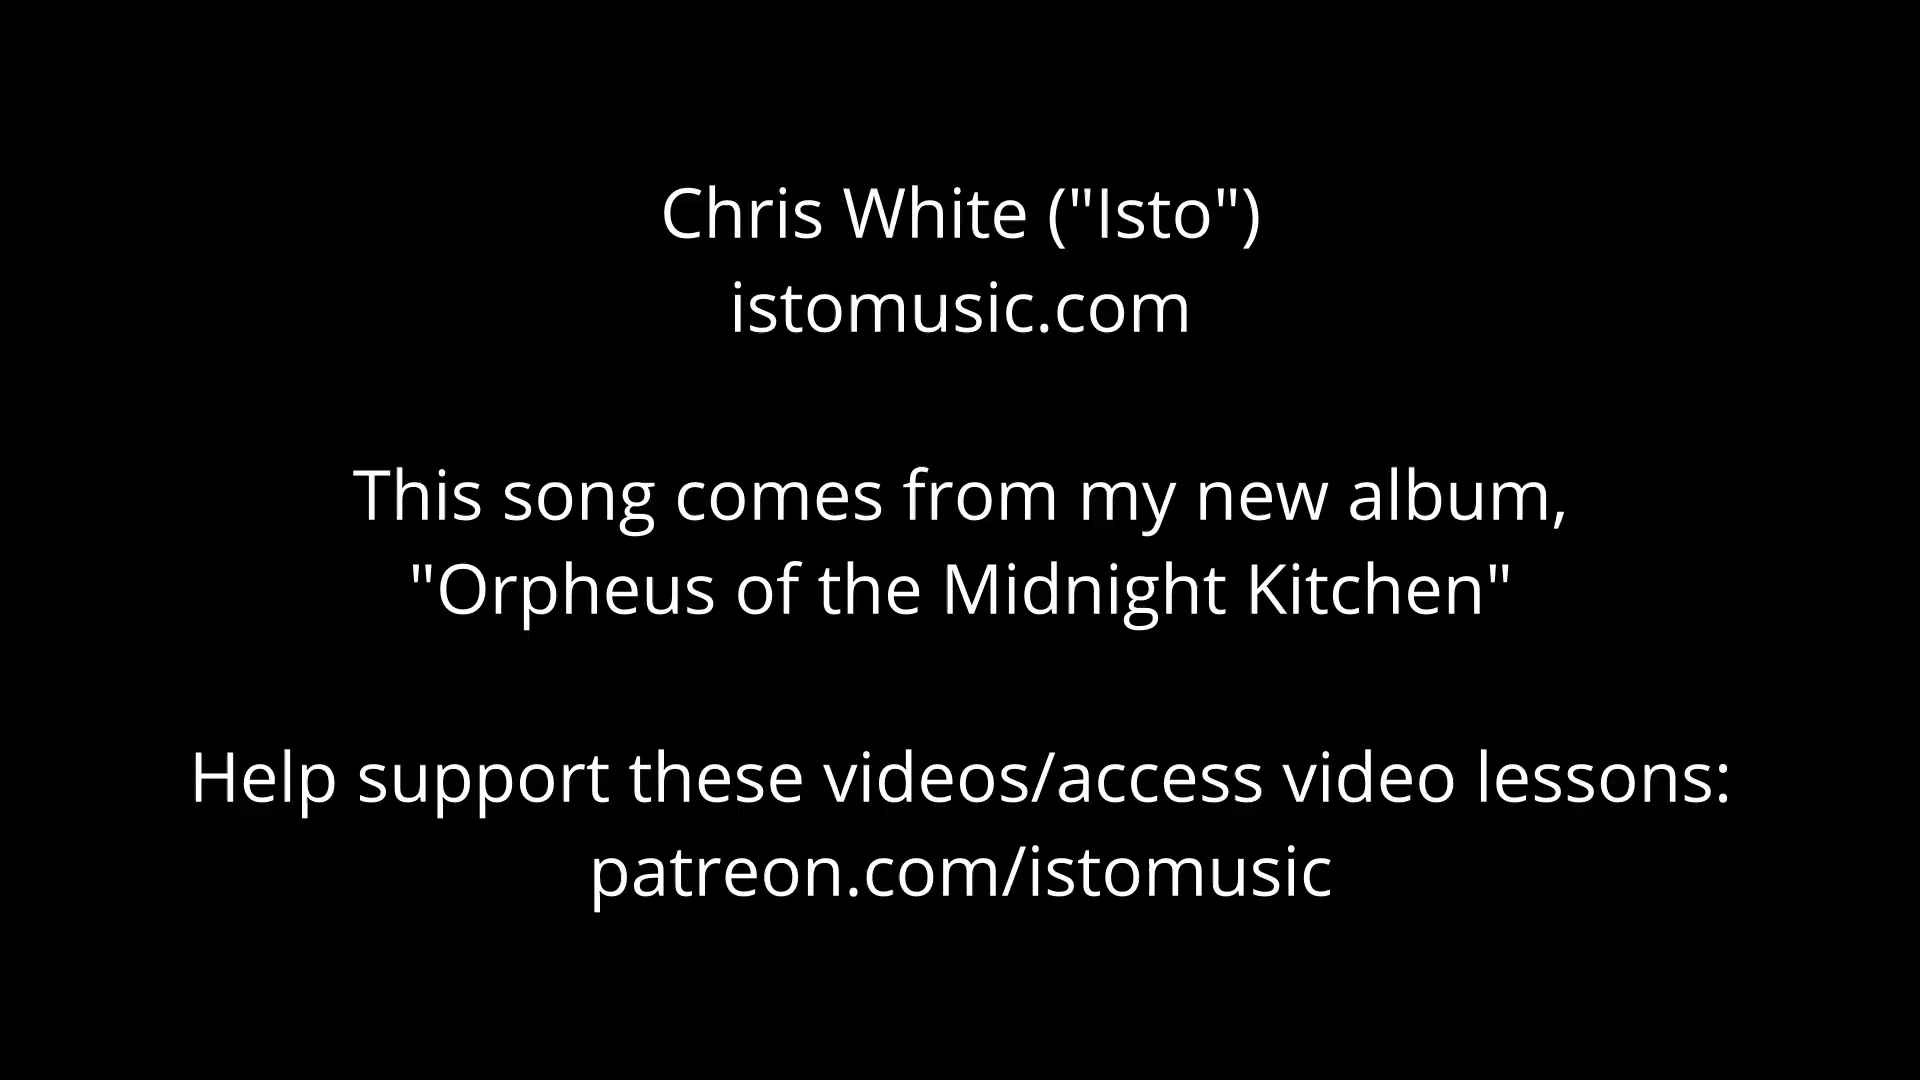 Chris White ("Isto")
istomusic.com
This song comes from my new album,
"Orpheus of the Midnight Kitchen"
Help support these videos/access video lessons:
patreon.com/istomusic